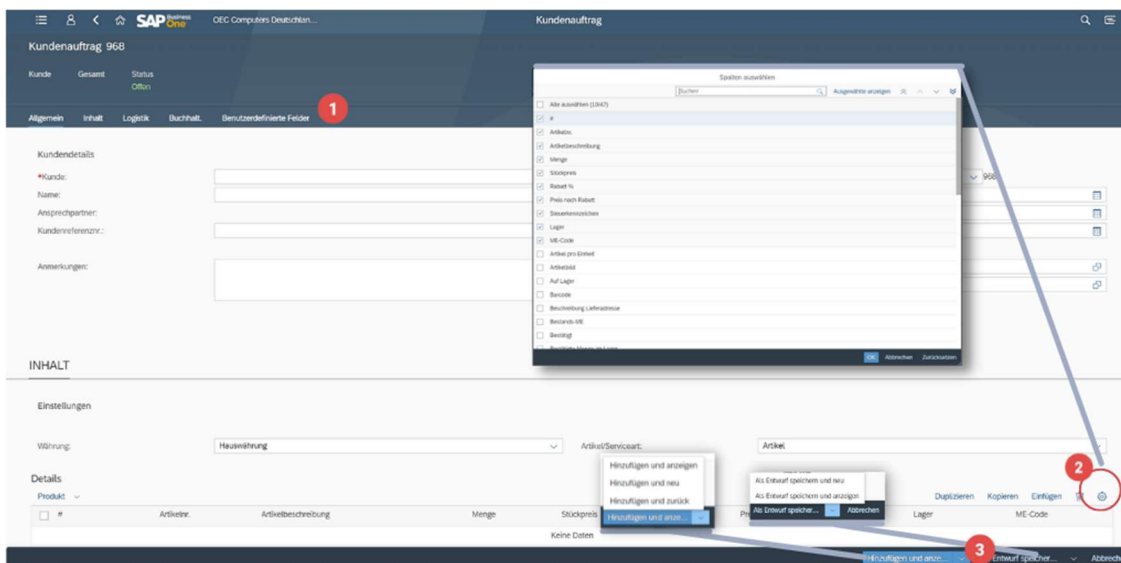 SAP Business One OEC Computers Deutschlan... Kundenauftrag
Kundenauftrag 968
Kunde Gesamt Status
Offen
1
Allgemein Inhalt Logistik Buchhalt. Benutzerdefinierte Felder
Spalten auswählen
Suchen Ausgewählte anzeigen
Alle auswählen (19/47)
#
Artikelnr.
Artikelbeschreibung
Menge
Stückpreis
Rabatt %
Preis nach Rabatt
Steuerkennzeichen
Lager
ME-Code
Artikel pro Einheit
Artikelbild
Auf Lager
Barcode
Beschreibung Lieferadresse
Bestands-ME
Bestätigt
OK Abbrechen Zurücksetzen
Kundendetails
*Kunde:
968
Name:
Ansprechpartner:
Kundenreferenznr.:
Anmerkungen:
INHALT
Einstellungen
Währung: Hauswährung Artikel/Serviceart: Artikel
Hinzufügen und anzeigen
Hinzufügen und neu
Hinzufügen und zurück
Hinzufügen und anze...
Als Entwurf speichern und neu
Als Entwurf speichern und anzeigen
Als Entwurf speicher... Abbrechen
2
Details
Produkt Duplizieren Kopieren Einfügen
# Artikelnr. Artikelbeschreibung Menge Stückpreis Lager ME-Code
Keine Daten
Hinzufügen und anze... 3 Entwurf speicher... Abbrech